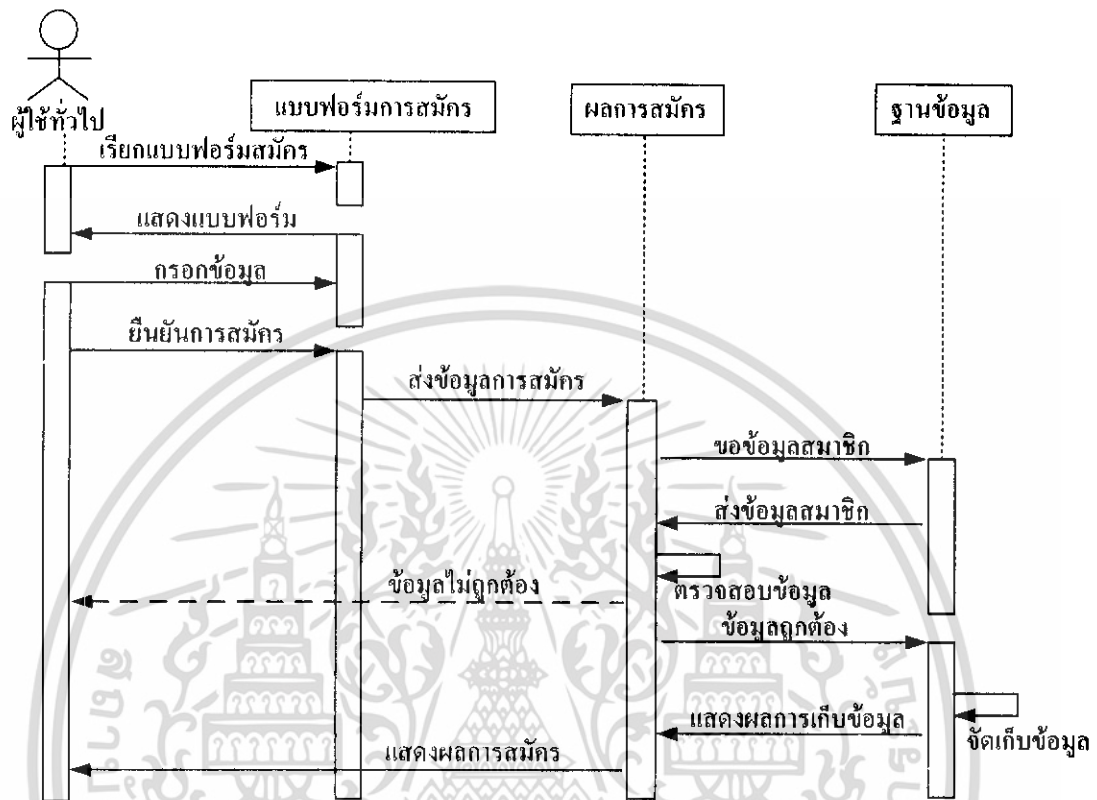 ผู้ใช้ทั่วไป
แบบฟอร์มการสมัคร
ผลการสมัคร
ฐานข้อมูล
เรียกแบบฟอร์มสมัคร
แสดงแบบฟอร์ม
กรอกข้อมูล
ยืนยันการสมัคร
ส่งข้อมูลการสมัคร
ขอข้อมูลสมาชิก
ส่งข้อมูลสมาชิก
ตรวจสอบข้อมูล
ข้อมูลไม่ถูกต้อง
ข้อมูลถูกต้อง
จัดเก็บข้อมูล
แสดงผลการเก็บข้อมูล
แสดงผลการสมัคร